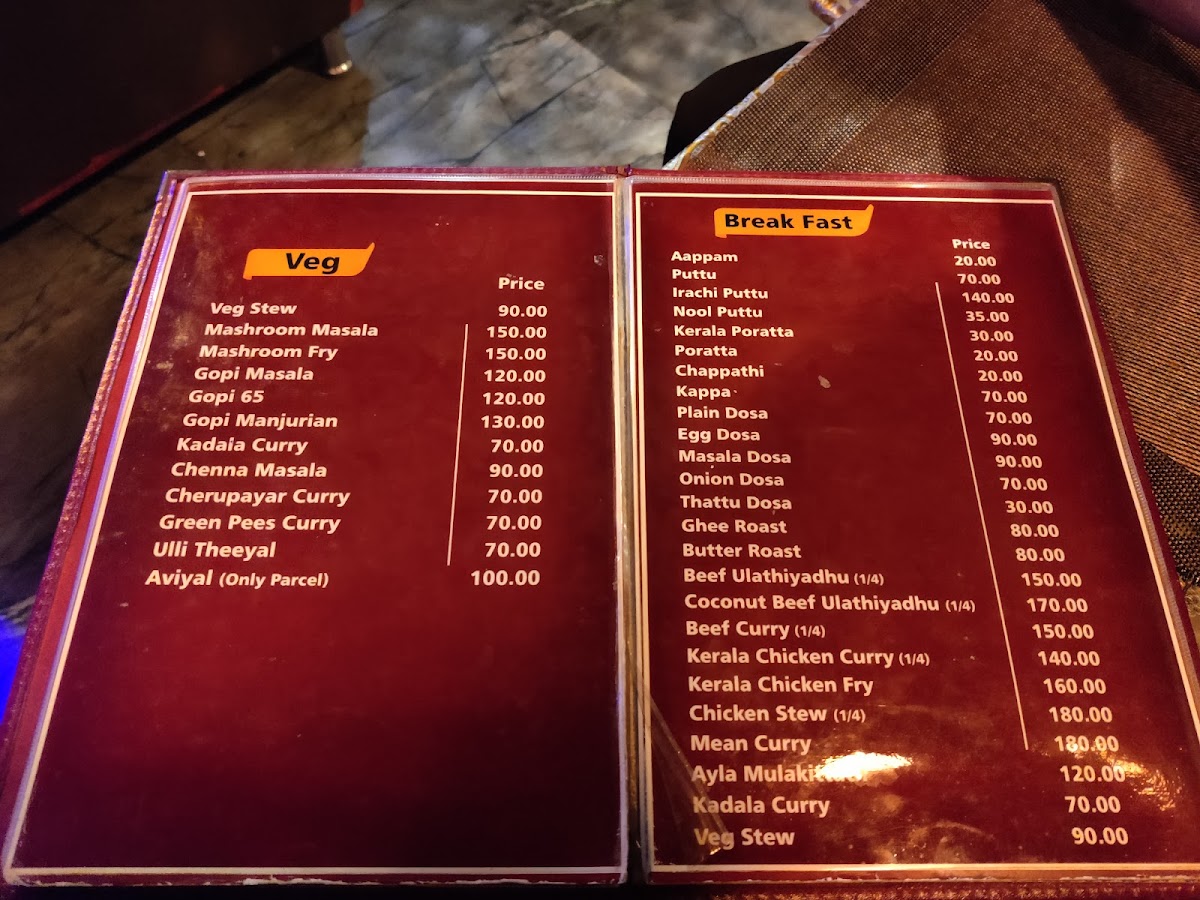 Veg
Price
Veg Stew 90.00
Mashroom Masala 150.00
Mashroom Fry 150.00
Gopi Masala 120.00
Gopi 65 120.00
Gopi Manjurian 130.00
Kadala Curry 70.00
Chenna Masala 90.00
Cherupayar Curry 70.00
Green Pees Curry 70.00
Ulli Theeyal 70.00
Aviyal (Only Parcel) 100.00
Break Fast
Price
Aappam 20.00
Puttu 70.00
Irachi Puttu 140.00
Nool Puttu 35.00
Kerala Poratta 30.00
Poratta 20.00
Chappathi 20.00
Kappa 70.00
Plain Dosa 70.00
Egg Dosa 90.00
Masala Dosa 90.00
Onion Dosa 70.00
Thattu Dosa 30.00
Ghee Roast 80.00
Butter Roast 80.00
Beef Ulathiyadhu (1/4) 150.00
Coconut Beef Ulathiyadhu (1/4) 170.00
Beef Curry (1/4) 150.00
Kerala Chicken Curry (1/4) 140.00
Kerala Chicken Fry 160.00
Chicken Stew (1/4) 180.00
Mean Curry 180.00
Ayla 120.00
Kadala Curry 70.00
Veg Stew 90.00